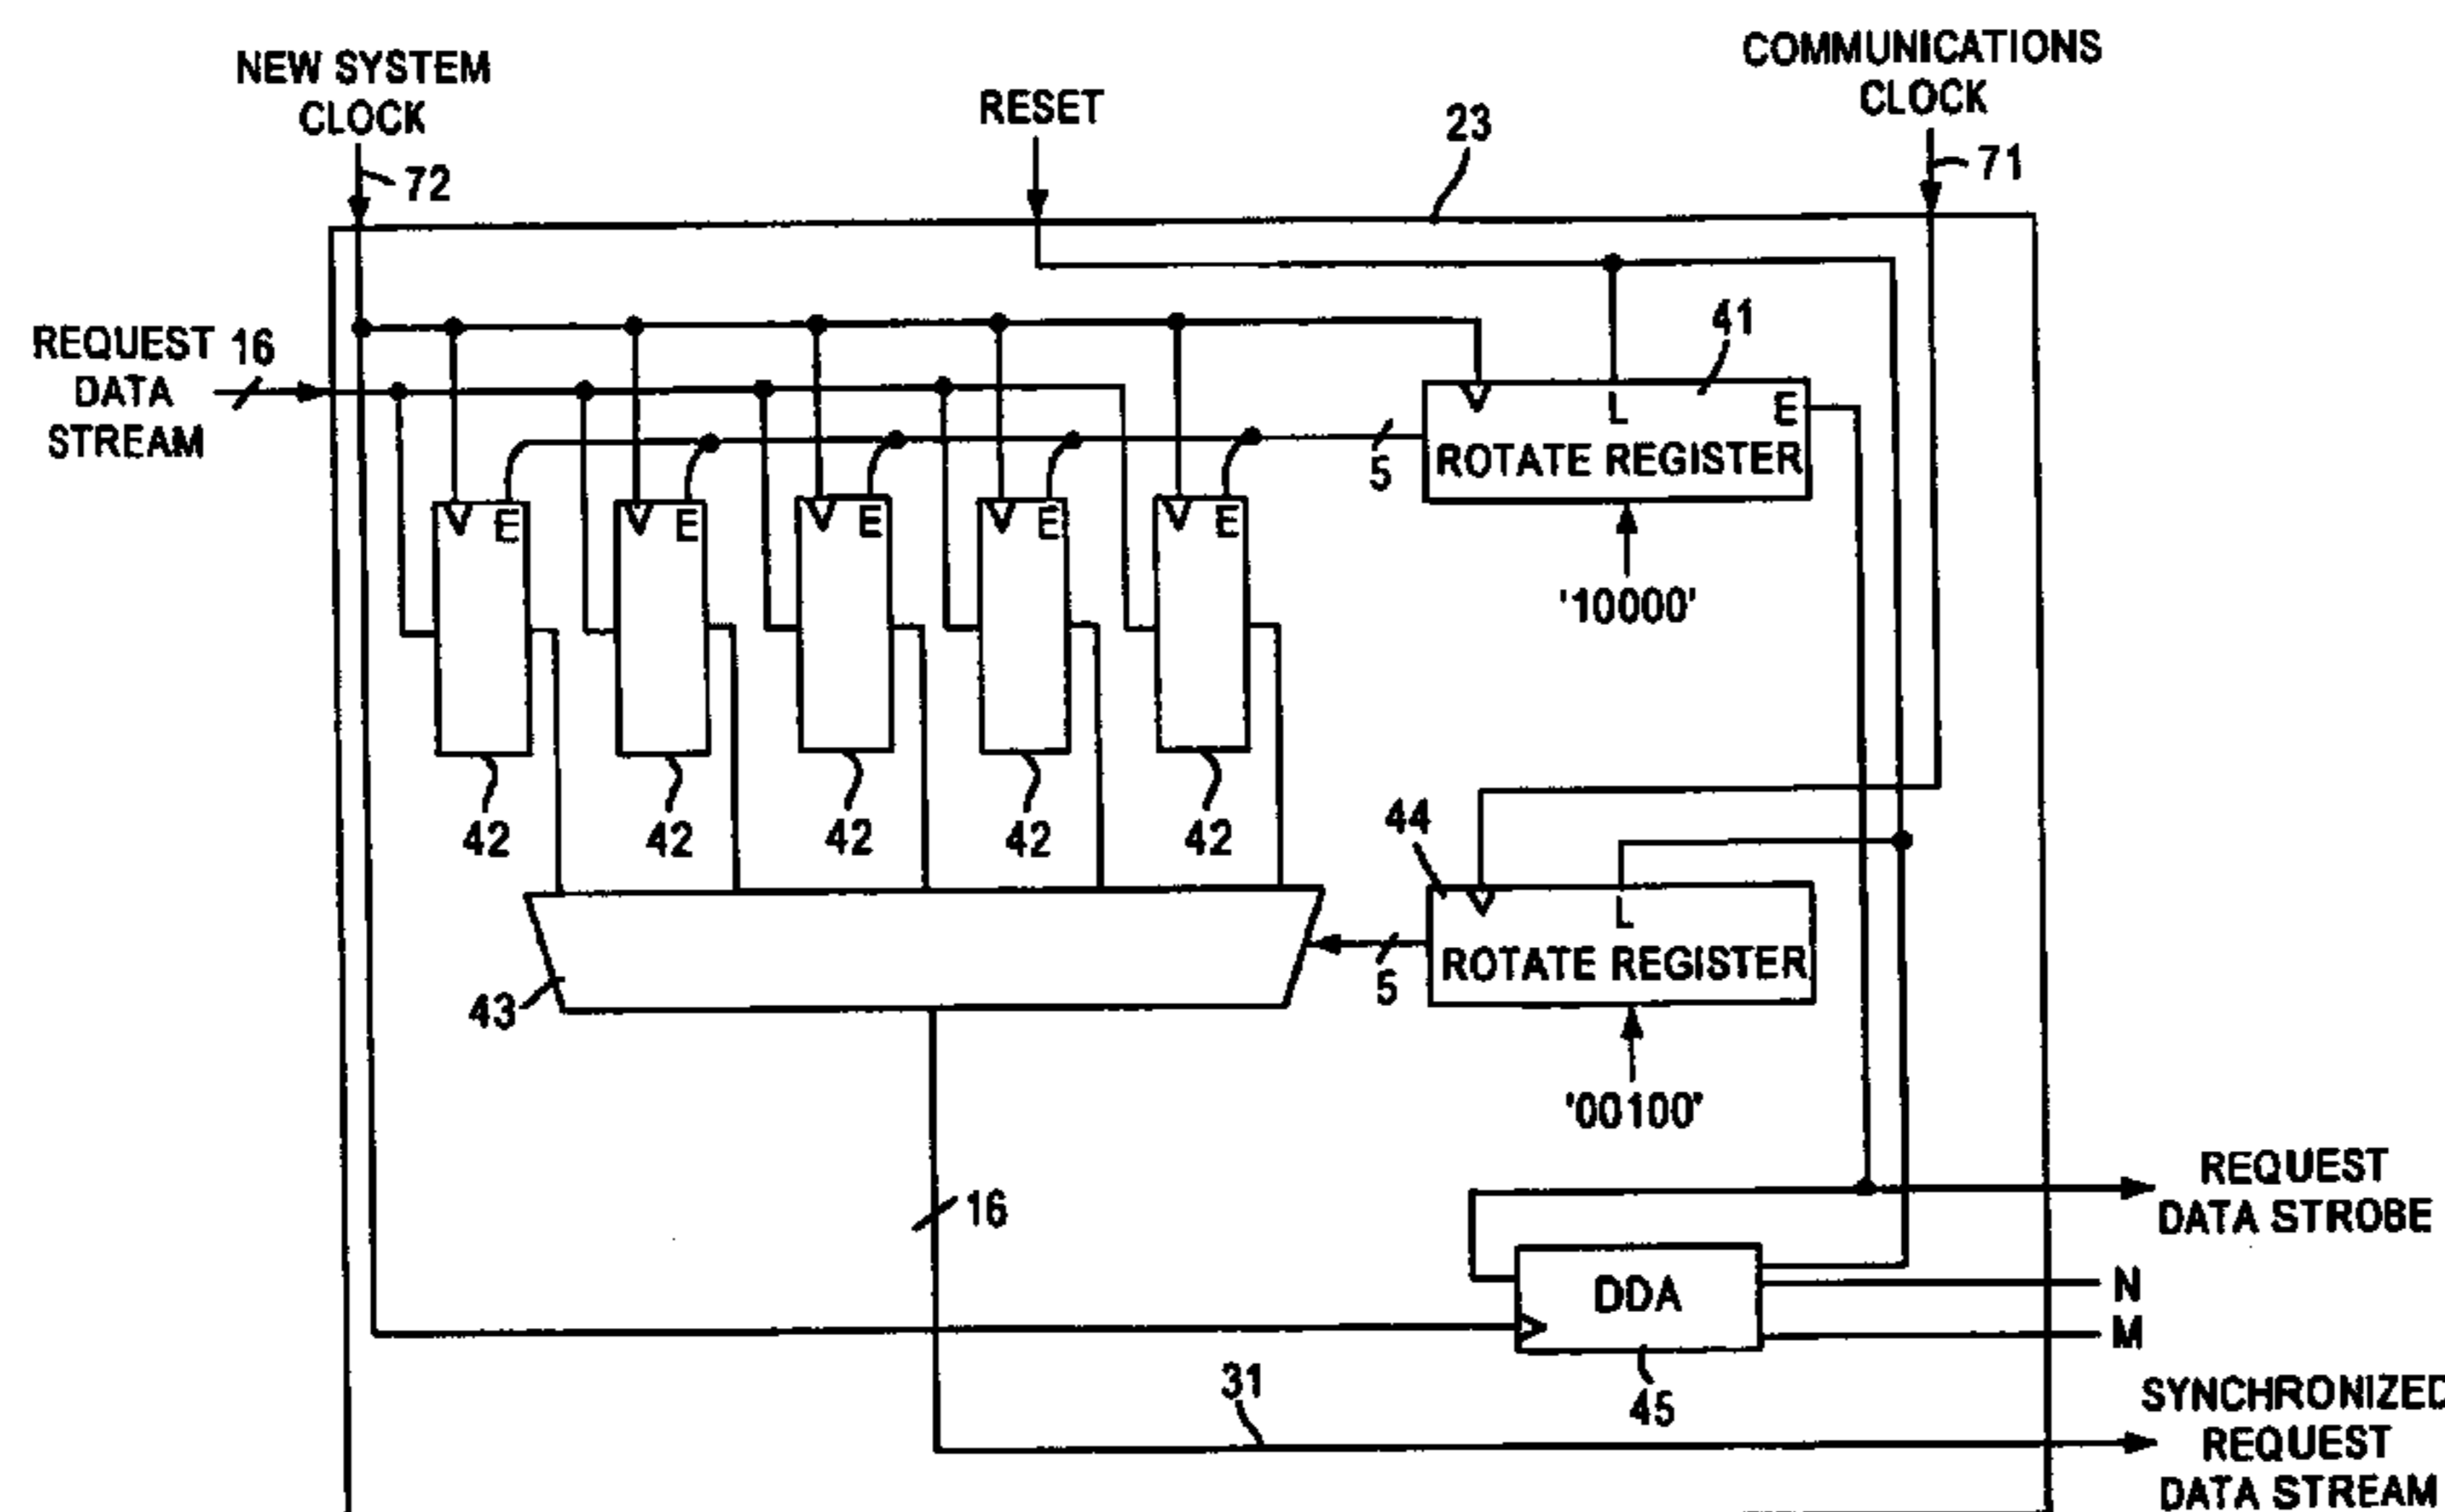 NEW SYSTEM
CLOCK
72
RESET
23
COMMUNICATIONS
CLOCK
71
REQUEST 16
DATA
STREAM
41
L
E
ROTATE REGISTER
5
'10000'
E
E
E
E
E
42
42
42
42
42
43
44
L
ROTATE REGISTER
5
'00100'
16
REQUEST
DATA STROBE
DDA
N
M
45
31
SYNCHRONIZED
REQUEST
DATA STREAM